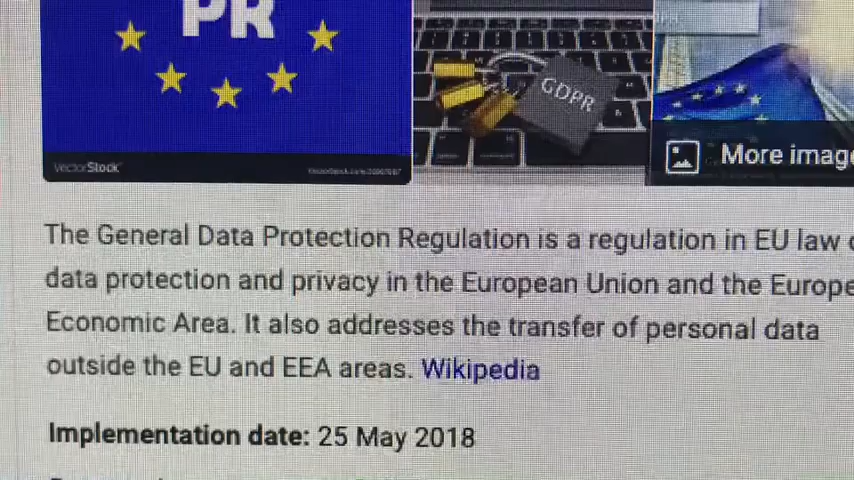 PR
GDPR
VectorStock
More image
The General Data Protection Regulation is a regulation in EU law o
data protection and privacy in the European Union and the Europe
Economic Area. It also addresses the transfer of personal data
outside the EU and EEA areas. Wikipedia
Implementation date: 25 May 2018